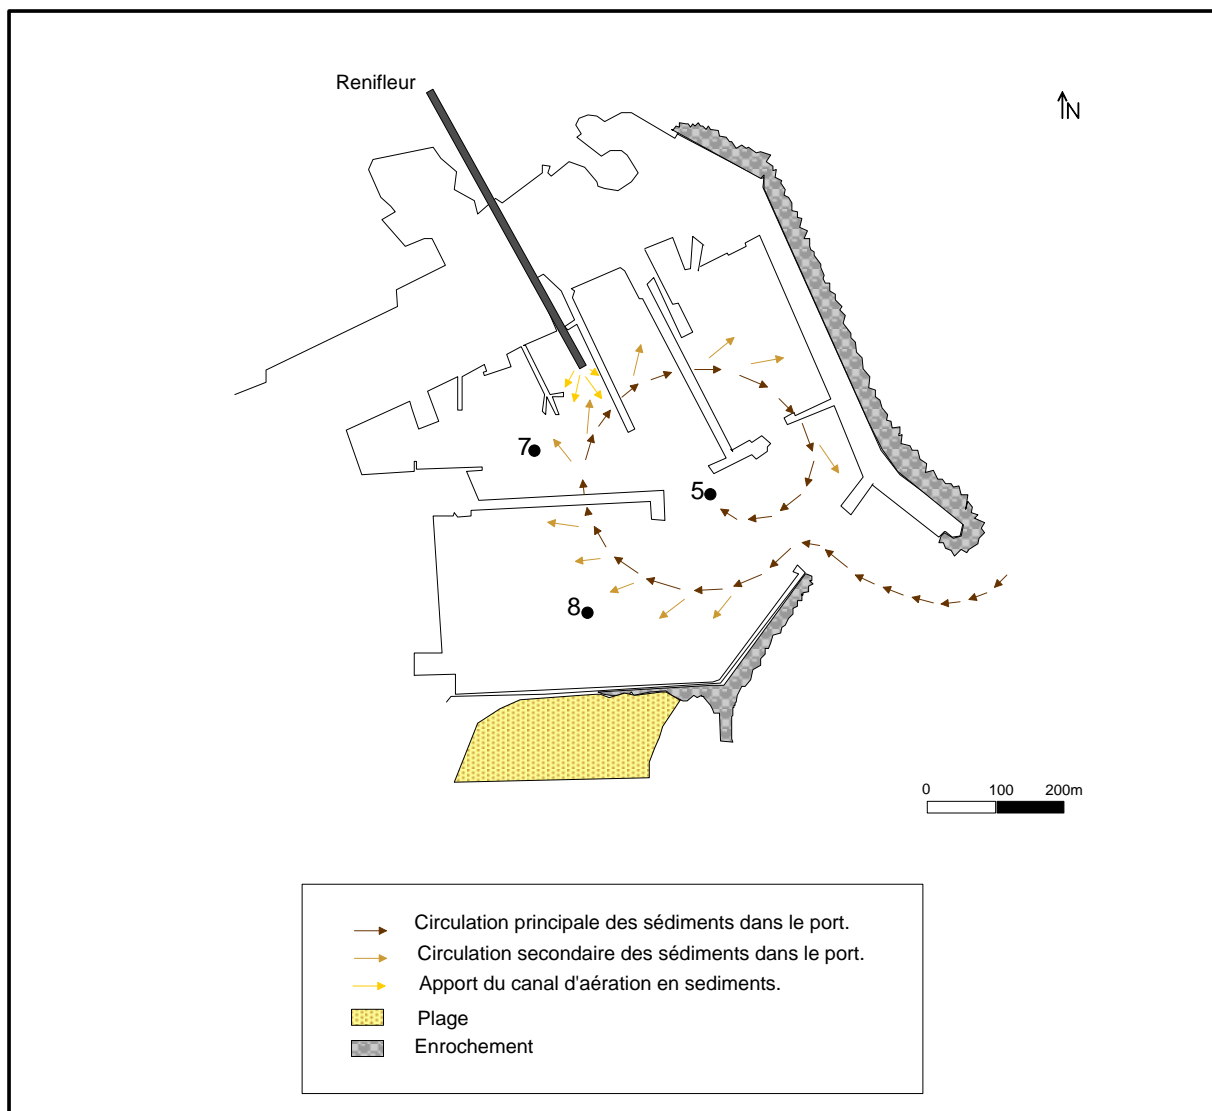 Renifleur
N
7
5
8
0 100 200m
Circulation principale des sédiments dans le port.
Circulation secondaire des sédiments dans le port.
Apport du canal d'aération en sediments.
Plage
Enrochement